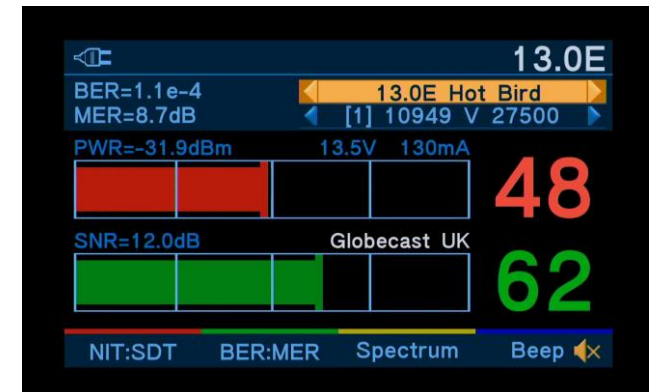 13.0E
BER=1.1e-4
13.0E Hot Bird
MER=8.7dB
[1] 10949 V 27500
PWR=-31.9dBm 13.5V 130mA
48
SNR=12.0dB Globecast UK
62
NIT:SDT BER:MER Spectrum Beep